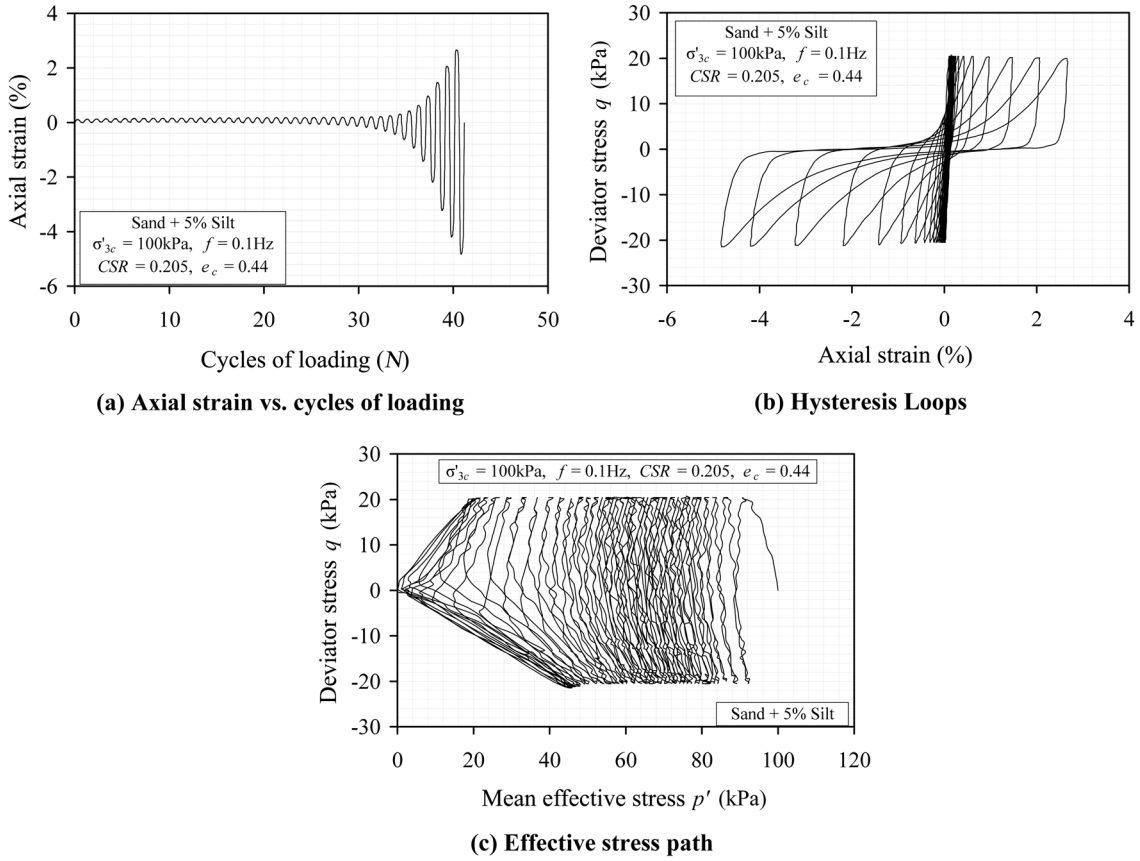 4
2
0
-2
-4
-6
Axial strain (%)
Sand + 5% Silt
σ'3c = 100kPa, f = 0.1Hz
CSR = 0.205, ec = 0.44
0 10 20 30 40 50
Cycles of loading (N)
(a) Axial strain vs. cycles of loading
30
20
10
0
-10
-20
-30
Deviator stress q (kPa)
Sand + 5% Silt
σ'3c = 100kPa, f = 0.1Hz
CSR = 0.205, ec = 0.44
-6 -4 -2 0 2 4
Axial strain (%)
(b) Hysteresis Loops
30
20
10
0
-10
-20
-30
Deviator stress q (kPa)
σ'3c = 100kPa, f = 0.1Hz, CSR = 0.205, ec = 0.44
Sand + 5% Silt
0 20 40 60 80 100 120
Mean effective stress p' (kPa)
(c) Effective stress path